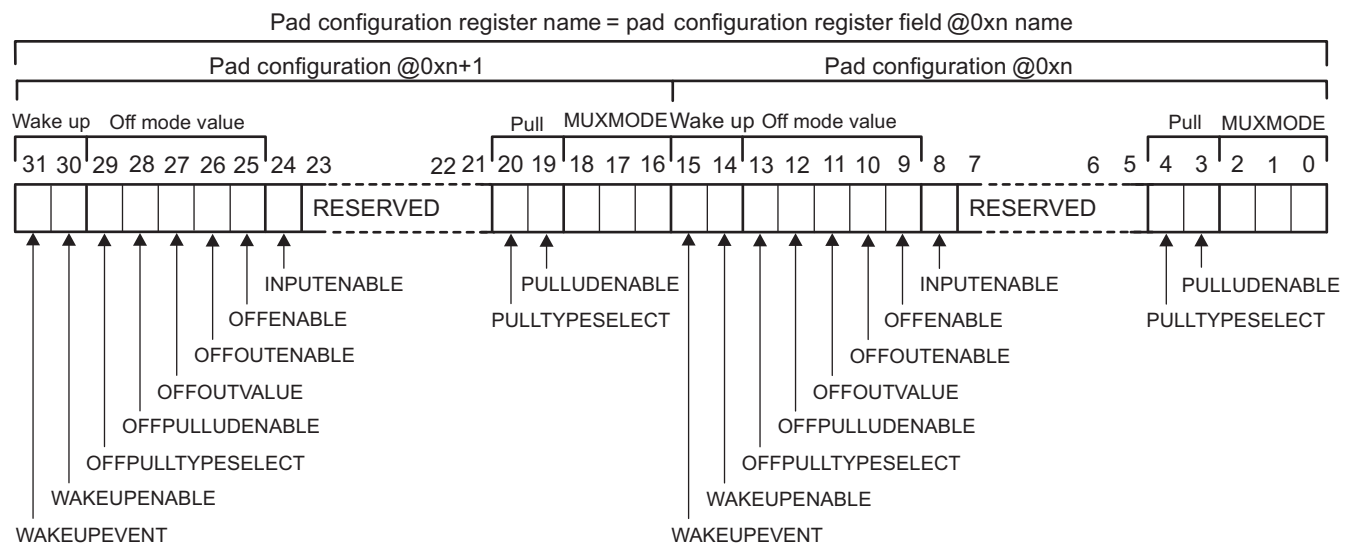 Pad configuration register name = pad configuration register field @0xn name
Pad configuration @0xn+1 Pad configuration @0xn
Wake up Off mode value Pull MUXMODE Wake up Off mode value Pull MUXMODE
31 30 29 28 27 26 25 24 23 22 21 20 19 18 17 16 15 14 13 12 11 10 9 8 7 6 5 4 3 2 1 0
RESERVED RESERVED
INPUTENABLE PULLUDENABLE INPUTENABLE PULLUDENABLE
OFFENABLE PULLTYPESELECT OFFENABLE PULLTYPESELECT
OFFOUTENABLE OFFOUTENABLE
OFFOUTVALUE OFFOUTVALUE
OFFPULLUDENABLE OFFPULLUDENABLE
OFFPULLTYPESELECT OFFPULLTYPESELECT
WAKEUPENABLE WAKEUPENABLE
WAKEUPEVENT WAKEUPEVENT